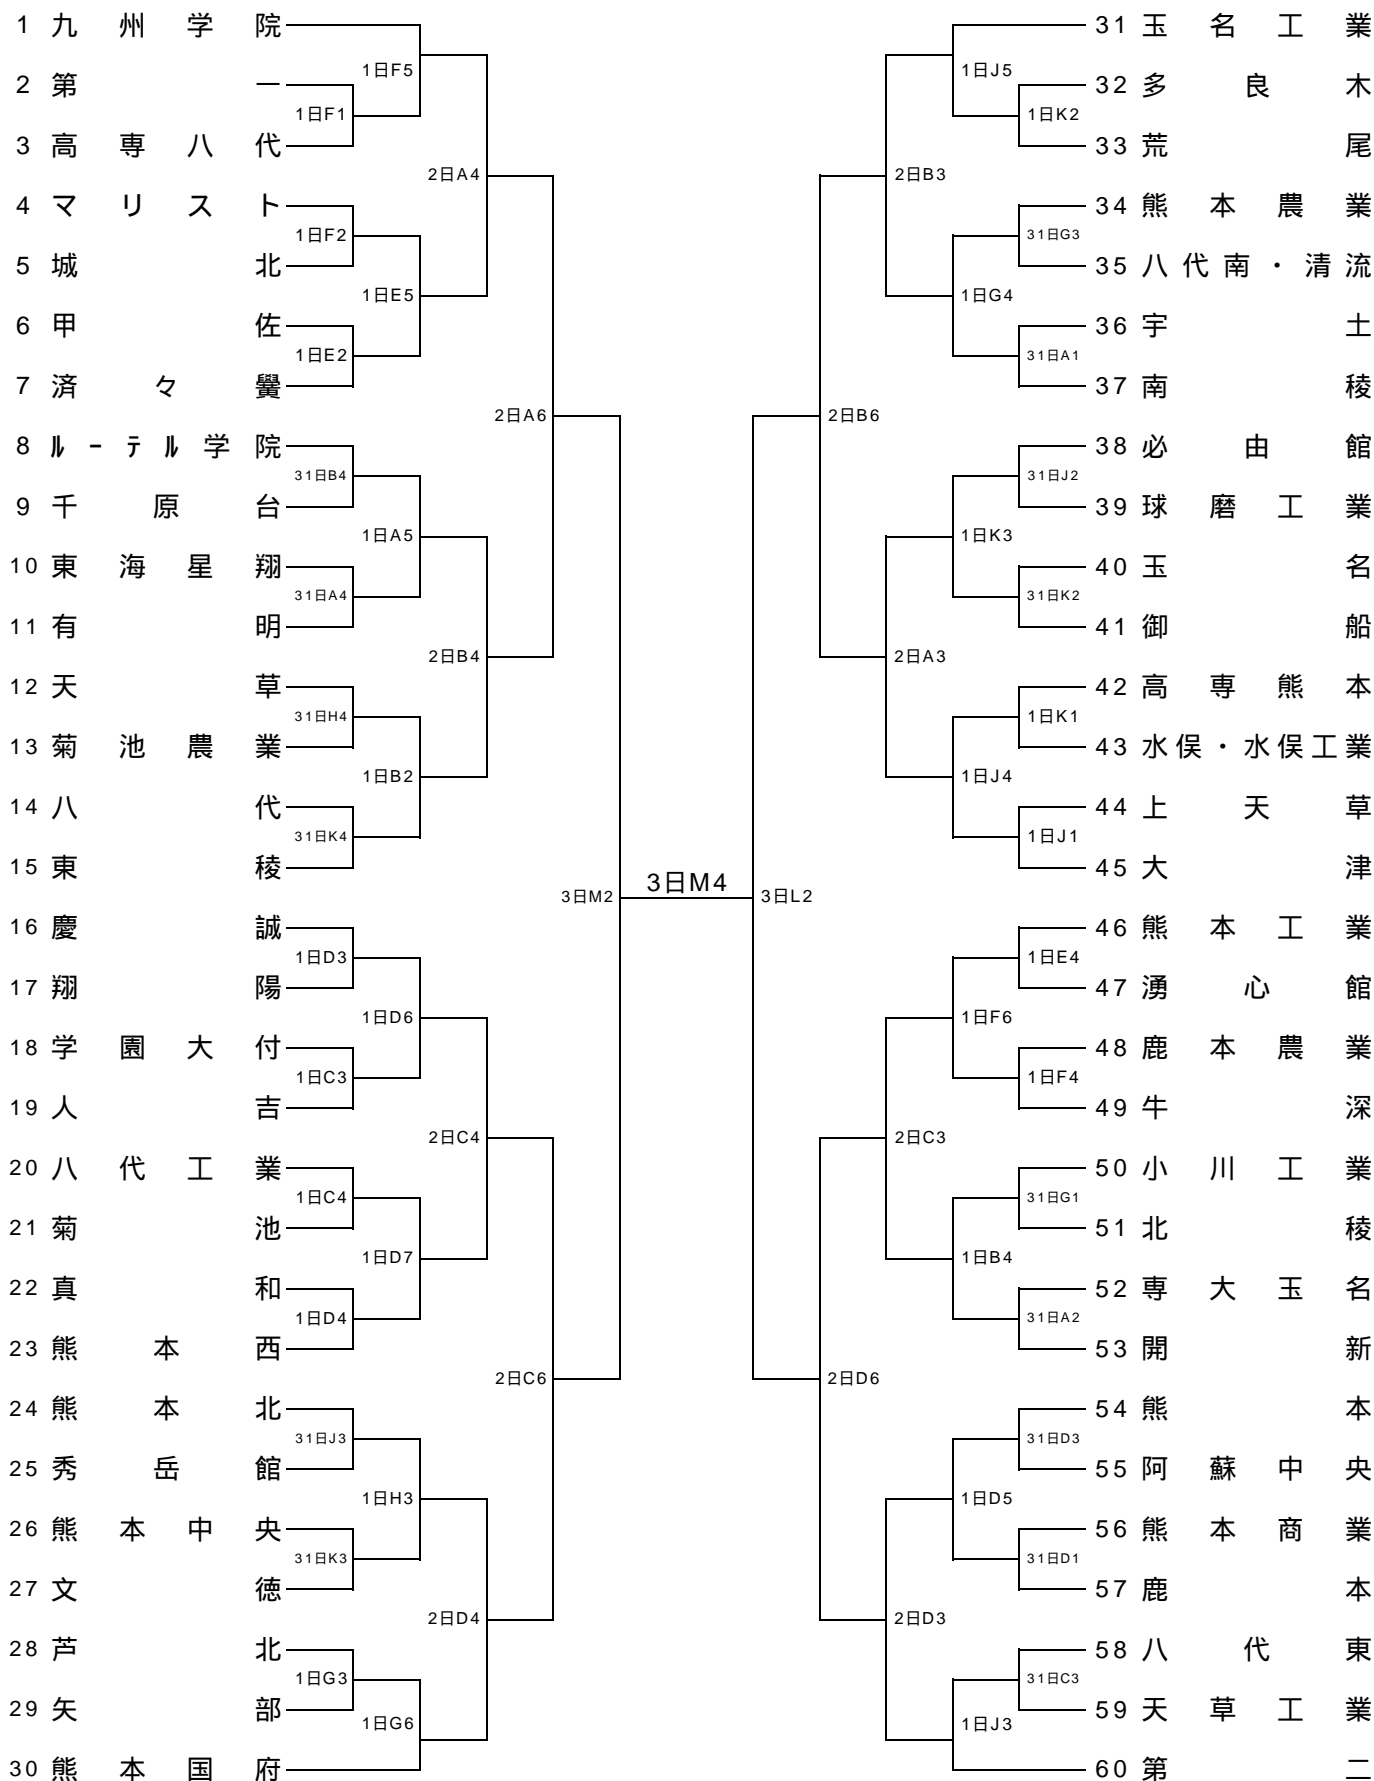 1 九州学院
1日F5
2 第一
1日F1
3 高専八代
2日A4
4 マリスト
1日F2
5 城北
1日E5
6 甲佐
1日E2
7 済々黌
2日A6
8 ﾙｰﾃﾙ学院
31日B4
9 千原台
1日A5
10 東海星翔
31日A4
11 有明
2日B4
12 天草
31日H4
13 菊池農業
1日B2
14 八代
31日K4
15 東稜
3日M2
16 慶誠
1日D3
17 翔陽
1日D6
18 学園大付
1日C3
19 人吉
2日C4
20 八代工業
1日C4
21 菊池
1日D7
22 真和
1日D4
23 熊本西
2日C6
24 熊本北
31日J3
25 秀岳館
1日H3
26 熊本中央
31日K3
27 文徳
2日D4
28 芦北
1日G3
29 矢部
1日G6
30 熊本国府
3日M4
31 玉名工業
1日J5
32 多良木
1日K2
33 荒尾
2日B3
34 熊本農業
31日G3
35 八代南・清流
1日G4
36 宇土
31日A1
37 南稜
2日B6
38 必由館
31日J2
39 球磨工業
1日K3
40 玉名
31日K2
41 御船
2日A3
42 高専熊本
1日K1
43 水俣・水俣工業
1日J4
44 上天草
1日J1
45 大津
3日L2
46 熊本工業
1日E4
47 湧心館
1日F6
48 鹿本農業
1日F4
49 牛深
2日C3
50 小川工業
31日G1
51 北稜
1日B4
52 専大玉名
31日A2
53 開新
2日D6
54 熊本
31日D3
55 阿蘇中央
1日D5
56 熊本商業
31日D1
57 鹿本
2日D3
58 八代東
31日C3
59 天草工業
1日J3
60 第二